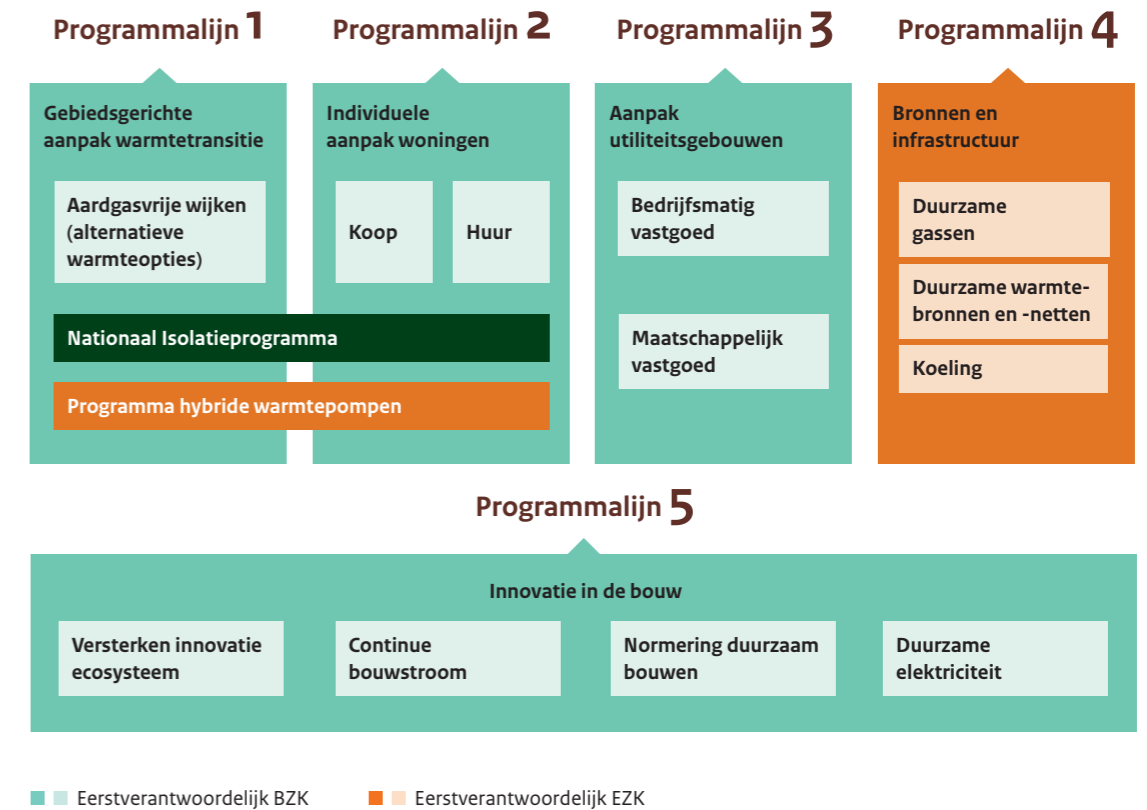 Programmalijn 1
Programmalijn 2
Programmalijn 3
Programmalijn 4
Gebiedsgerichte
aanpak warmtetransitie
Aardgasvrije wijken
(alternatieve
warmteopties)
Individuele
aanpak woningen
Koop
Huur
Nationaal Isolatieprogramma
Programma hybride warmtepompen
Aanpak
utiliteitsgebouwen
Bedrijfsmatig
vastgoed
Maatschappelijk
vastgoed
Bronnen en
infrastructuur
Duurzame
gassen
Duurzame warmte-
bronnen en -netten
Koeling
Programmalijn 5
Innovatie in de bouw
Versterken innovatie
ecosysteem
Continue
bouwstroom
Normering duurzaam
bouwen
Duurzame
elektriciteit
Eerstverantwoordelijk BZK
Eerstverantwoordelijk EZK